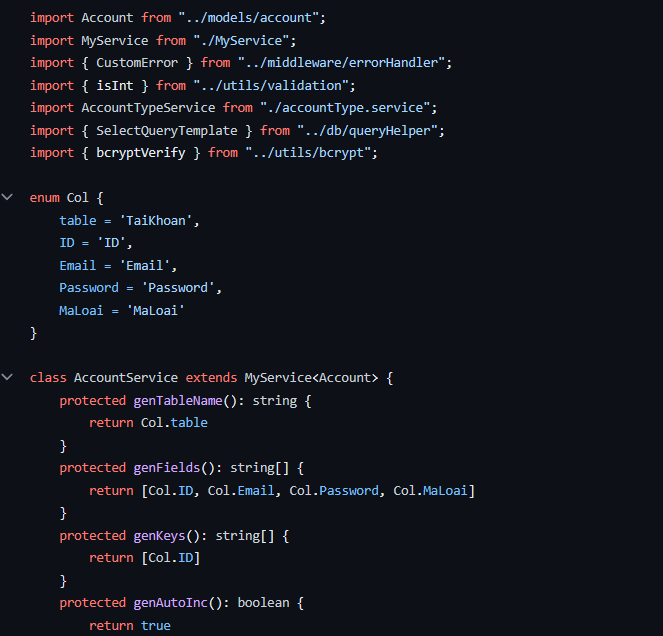 import Account from "../models/account";
import MyService from "./MyService";
import { CustomError } from "../middleware/errorHandler";
import { isInt } from "../utils/validation";
import AccountTypeService from "./accountType.service";
import { SelectQueryTemplate } from "../db/queryHelper";
import { bcryptVerify } from "../utils/bcrypt";
enum Col {
    table = 'TaiKhoan',
    ID = 'ID',
    Email = 'Email',
    Password = 'Password',
    MaLoai = 'MaLoai'
}
class AccountService extends MyService<Account> {
    protected genTableName(): string {
        return Col.table
    }
    protected genFields(): string[] {
        return [Col.ID, Col.Email, Col.Password, Col.MaLoai]
    }
    protected genKeys(): string[] {
        return [Col.ID]
    }
    protected genAutoInc(): boolean {
        return true